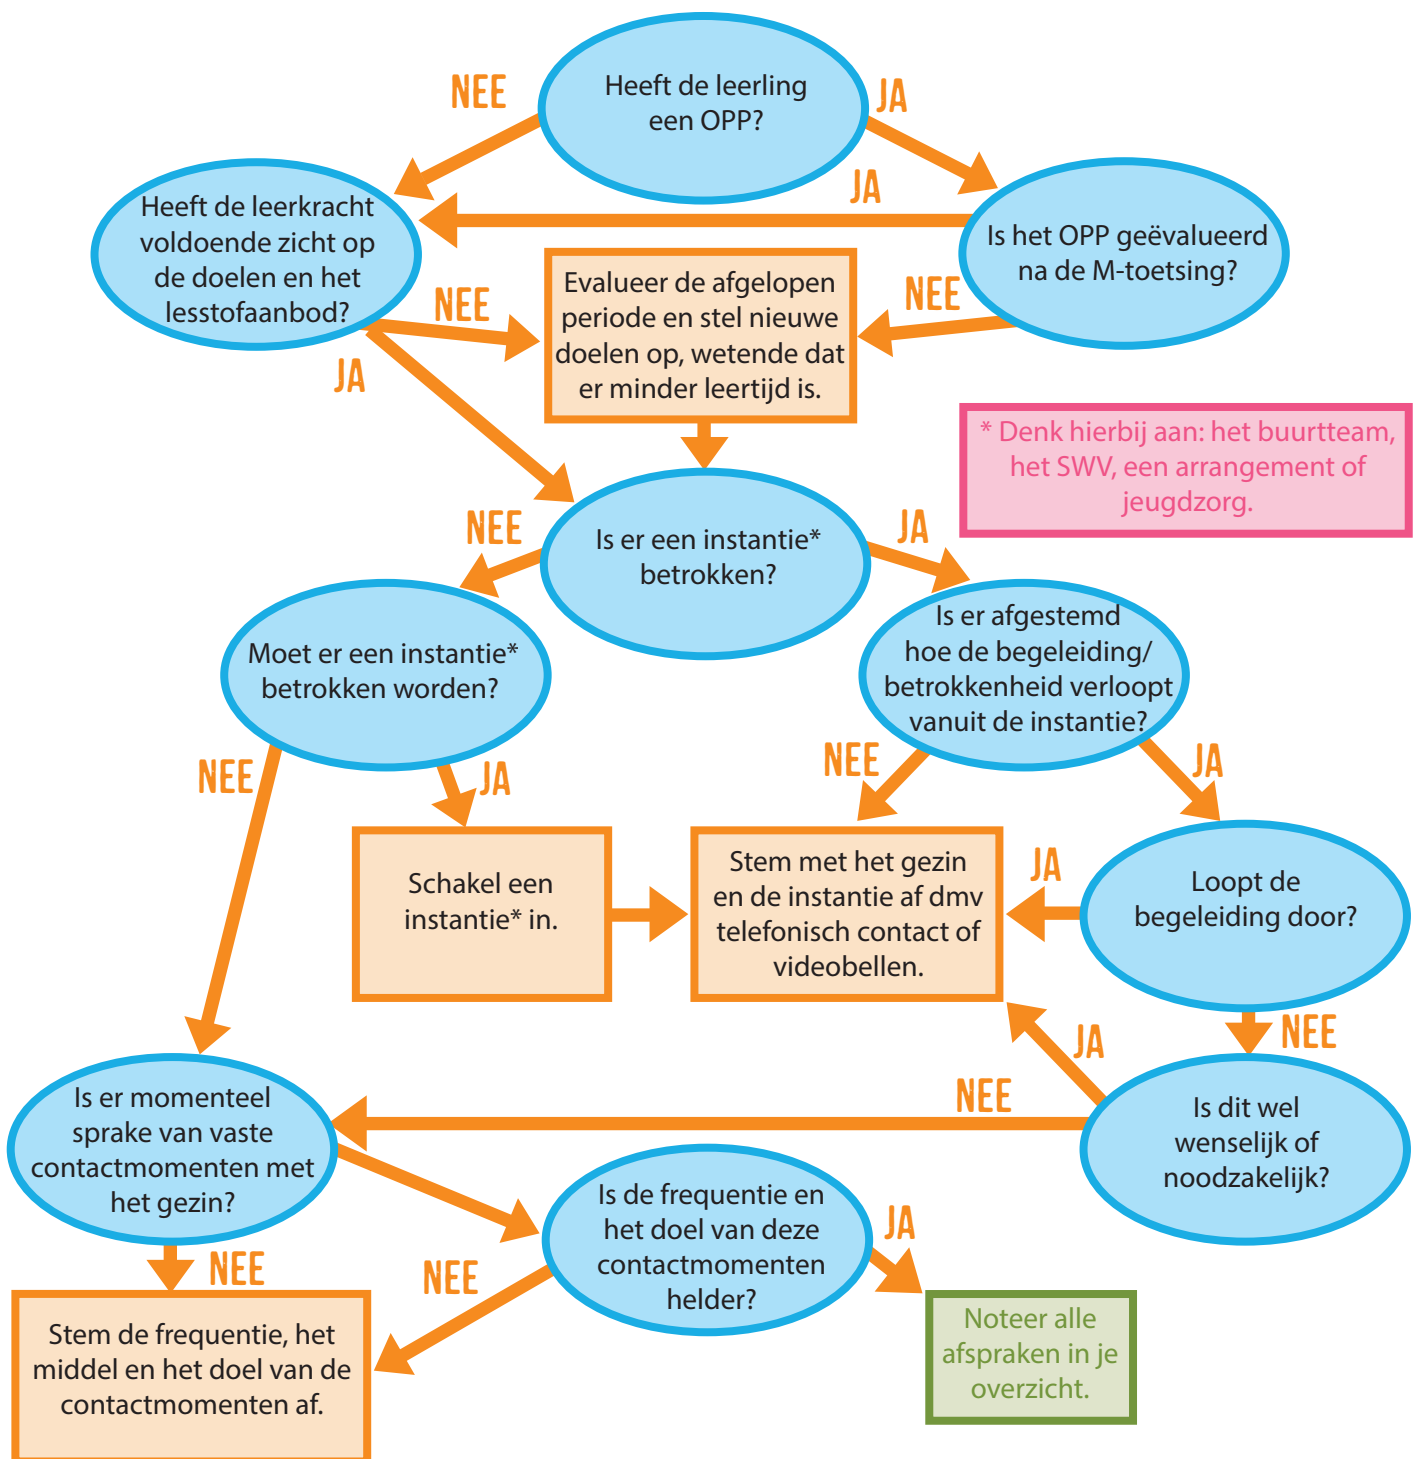 Heeft de leerling
een OPP?
NEE
JA
JA
Heeft de leerkracht
voldoende zicht op
de doelen en het
lesstofaanbod?
Is het OPP geëvalueerd
na de M-toetsing?
NEE
NEE
JA
Evalueer de afgelopen
periode en stel nieuwe
doelen op, wetende dat
er minder leertijd is.
* Denk hierbij aan: het buurtteam,
het SWV, een arrangement of
jeugdzorg.
Is er een instantie*
betrokken?
NEE
JA
Moet er een instantie*
betrokken worden?
Is er afgestemd
hoe de begeleiding/
betrokkenheid verloopt
vanuit de instantie?
NEE
JA
NEE
JA
Schakel een
instantie* in.
Stem met het gezin
en de instantie af dmv
telefonisch contact of
videobellen.
JA
Loopt de
begeleiding door?
NEE
JA
NEE
Is dit wel
wenselijk of
noodzakelijk?
Is er momenteel
sprake van vaste
contactmomenten met
het gezin?
Is de frequentie en
het doel van deze
contactmomenten
helder?
JA
NEE
NEE
Stem de frequentie, het
middel en het doel van de
contactmomenten af.
Noteer alle
afspraken in je
overzicht.